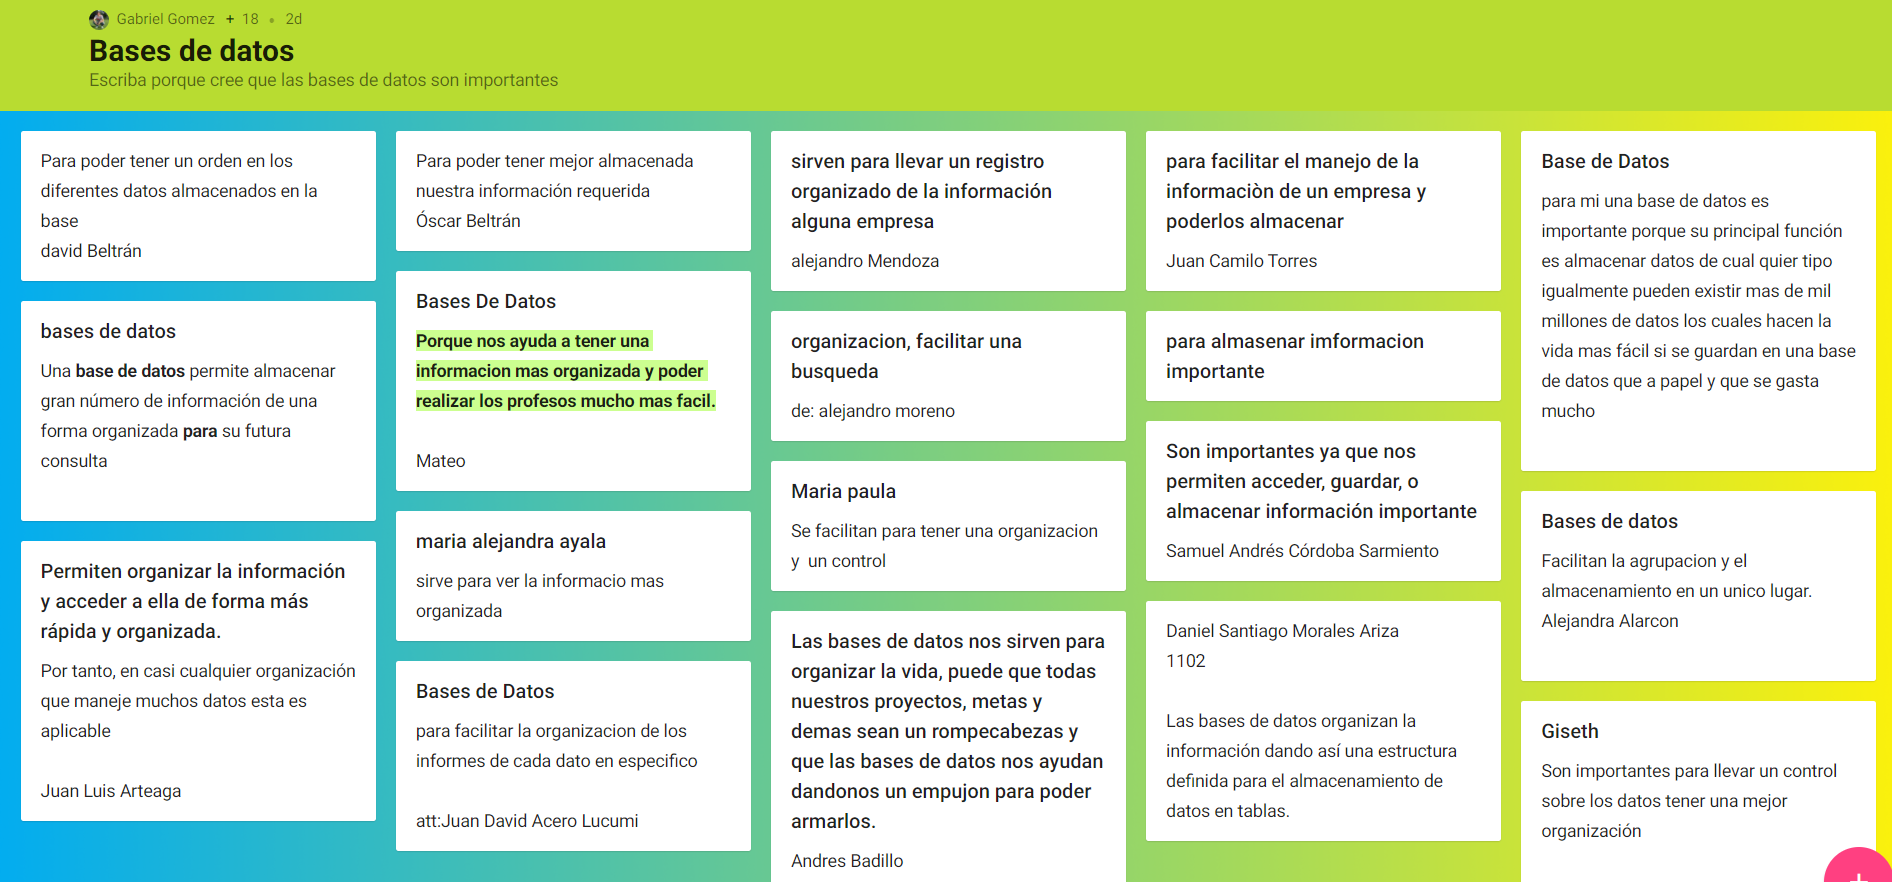 Gabriel Gomez + 18 • 2d
Bases de datos
Escriba porque cree que las bases de datos son importantes
Para poder tener un orden en los
diferentes datos almacenados en la
base
david Beltrán
bases de datos
Una base de datos permite almacenar
gran número de información de una
forma organizada para su futura
consulta
Permiten organizar la información
y acceder a ella de forma más
rápida y organizada.
Por tanto, en casi cualquier organización
que maneje muchos datos esta es
aplicable
Juan Luis Arteaga
Para poder tener mejor almacenada
nuestra información requerida
Óscar Beltrán
Bases De Datos
Porque nos ayuda a tener una
informacion mas organizada y poder
realizar los profesos mucho mas facil.
Mateo
maria alejandra ayala
sirve para ver la informacio mas
organizada
Bases de Datos
para facilitar la organizacion de los
informes de cada dato en especifico
att:Juan David Acero Lucumi
sirven para llevar un registro
organizado de la información
alguna empresa
alejandro Mendoza
organizacion, facilitar una
busqueda
de: alejandro moreno
Maria paula
Se facilitan para tener una organizacion
y  un control
Las bases de datos nos sirven para
organizar la vida, puede que todas
nuestros proyectos, metas y
demas sean un rompecabezas y
que las bases de datos nos ayudan
dandonos un empujon para poder
armarlos.
Andres Badillo
para facilitar el manejo de la
informaciòn de un empresa y
poderlos almacenar
Juan Camilo Torres
para almasenar imformacion
importante
Son importantes ya que nos
permiten acceder, guardar, o
almacenar información importante
Samuel Andrés Córdoba Sarmiento
Daniel Santiago Morales Ariza
1102
Las bases de datos organizan la
información dando así una estructura
definida para el almacenamiento de
datos en tablas.
Base de Datos
para mi una base de datos es
importante porque su principal función
es almacenar datos de cual quier tipo
igualmente pueden existir mas de mil
millones de datos los cuales hacen la
vida mas fácil si se guardan en una base
de datos que a papel y que se gasta
mucho
Bases de datos
Facilitan la agrupacion y el
almacenamiento en un unico lugar.
Alejandra Alarcon
Giseth
Son importantes para llevar un control
sobre los datos tener una mejor
organización